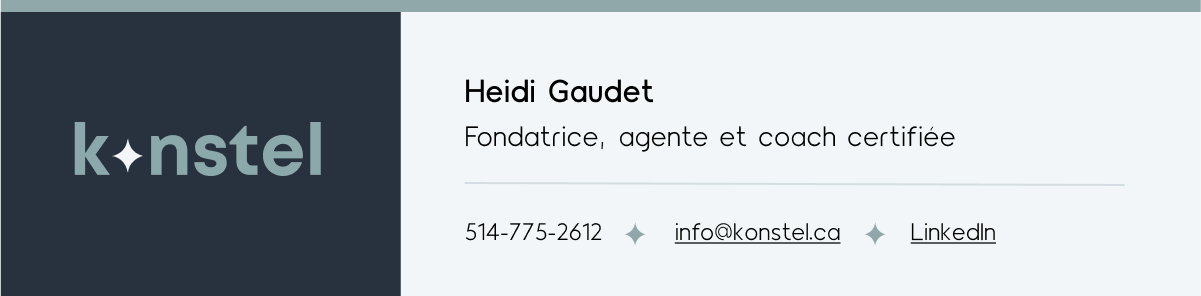 k✦nstel
Heidi Gaudet
Fondatrice, agente et coach certifiée
514-775-2612 ✦ info@konstel.ca ✦ LinkedIn